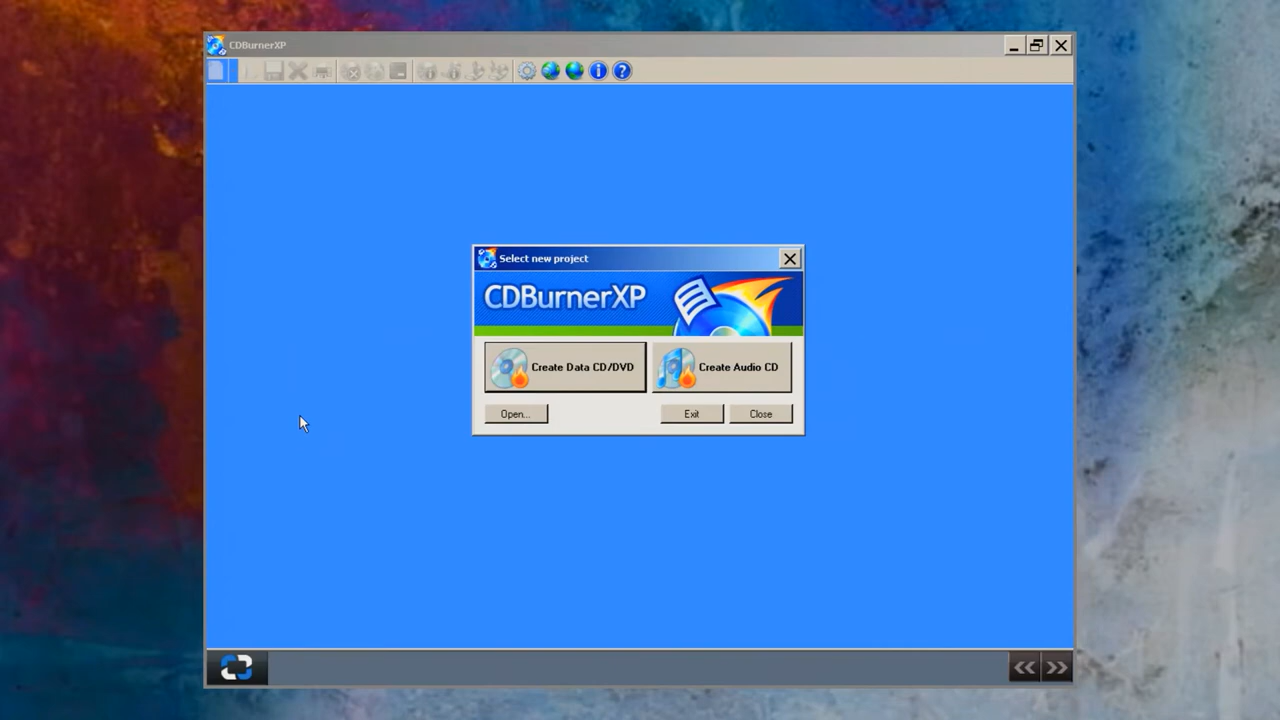 CDBurnerXP
Select new project
CDBurnerXP
Create Data CD/DVD
Create Audio CD
Open...
Exit
Close